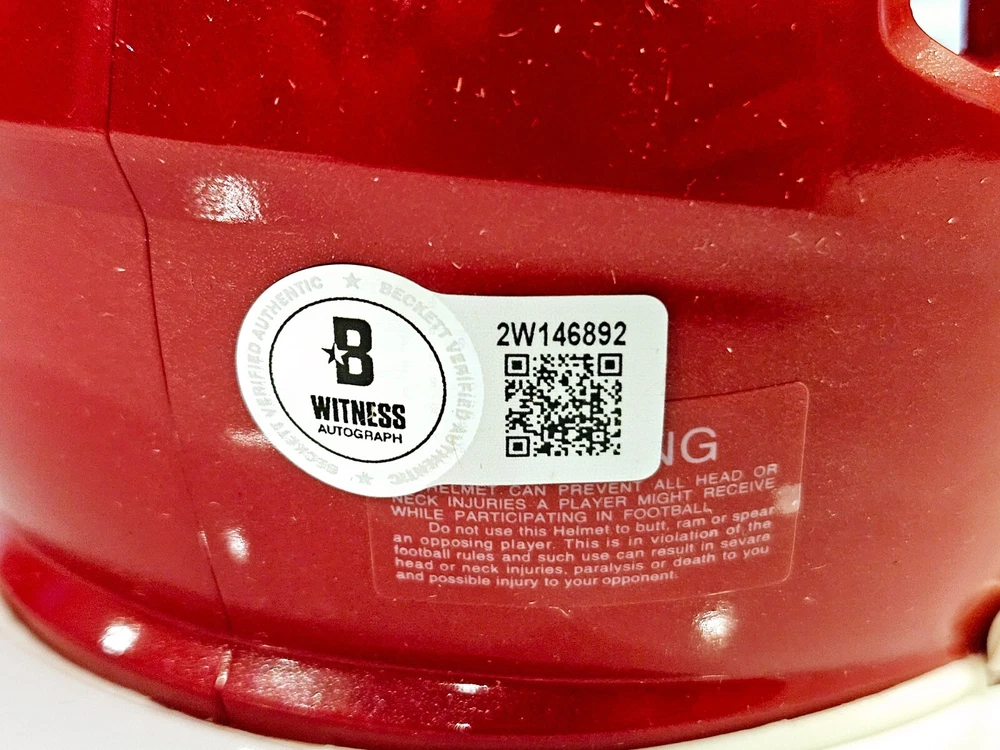 BECKETT VERIFIED AUTHENTIC
BECKETT VERIFIED AUTHENTIC
B
WITNESS
AUTOGRAPH
2W146892
NG
HELMET CAN PREVENT ALL HEAD OR
NECK INJURIES A PLAYER MIGHT RECEIVE
WHILE PARTICIPATING IN FOOTBALL.
Do not use this Helmet to butt, ram or spear
an opposing player. This is in violation of the
football rules and such use can result in severe
head or neck injuries, paralysis or death to you
and possible injury to your opponent.